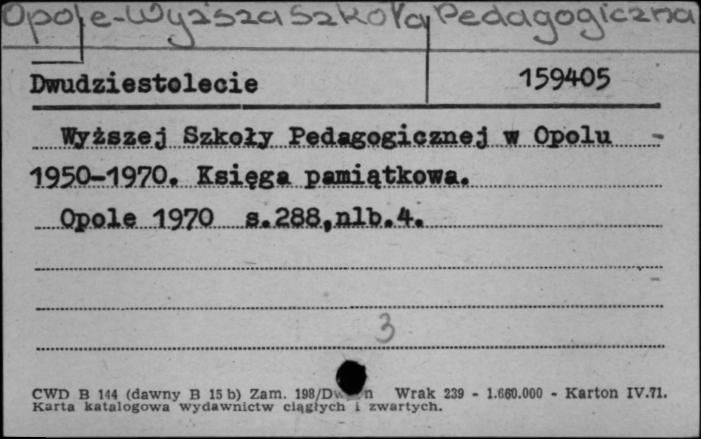 Opole-Wyższa Szkoła Pedagogiczna
Dwudziestolecie 159405
Wyższej Szkoły Pedagogicznej w Opolu -
1950-1970. Księga pamiątkowa.
Opole 1970 s.288,nlb.4.
3
CWD B 144 (dawny B 15 b) Zam. 198/ Wrak 239 - 1.660.000 - Karton IV.71.
Karta katalogowa wydawnictw ciągłych i zwartych.